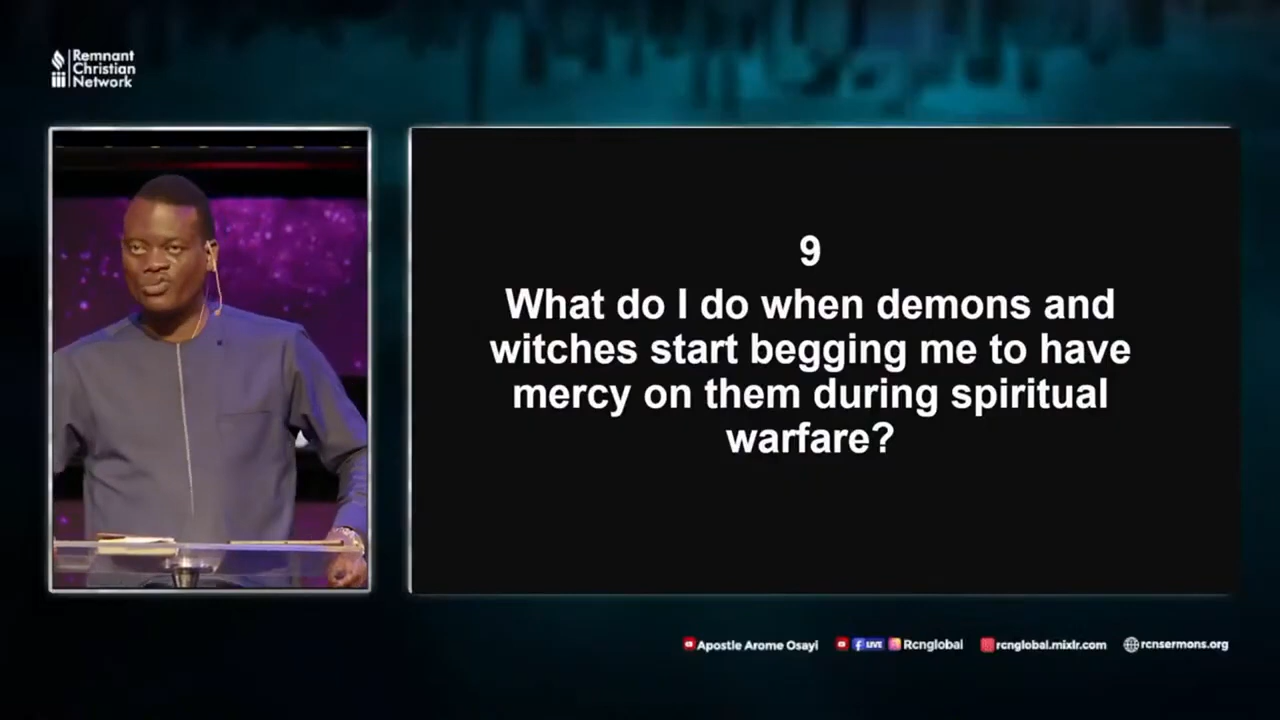 Remnant
Christian
Network
9
What do I do when demons and
witches start begging me to have
mercy on them during spiritual
warfare?
Apostle Arome Osayi
LIVE
Rcnglobal
rcnglobal.mixlr.com
rcnsermons.org